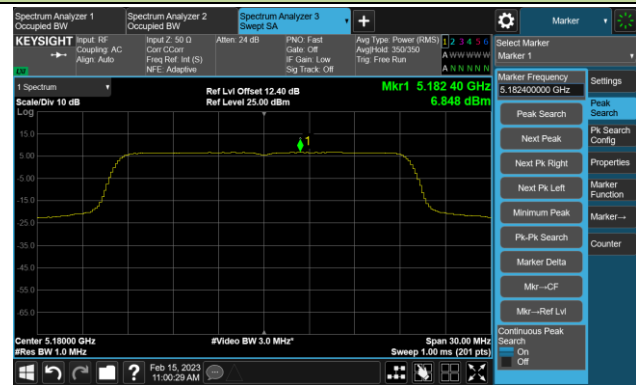 Spectrum Analyzer 1
Occupied BW
Spectrum Analyzer 2
Occupied BW
Spectrum Analyzer 3
Swept SA
Marker
KEYSIGHT
Input: RF
Coupling: AC
Align: Auto
Input Z: 50 Ω
Corr CCorr
Freq Ref: Int (S)
NFE: Adaptive
Atten: 24 dB
PNO: Fast
Gate: Off
IF Gain: Low
Sig Track: Off
Avg Type: Power (RMS)
Avg|Hold: 350/350
Trig: Free Run
1 2 3 4 5 6
A W W W W W
A N N N N N
Select Marker
Marker 1
1 Spectrum
Scale/Div 10 dB
Log
Ref Lvl Offset 12.40 dB
Ref Level 25.00 dBm
Mkr1 5.182 40 GHz
6.848 dBm
15.0
5.00
-5.00
-15.0
-25.0
-35.0
-45.0
-55.0
-65.0
1
Center 5.18000 GHz
#Res BW 1.0 MHz
#Video BW 3.0 MHz*
Span 30.00 MHz
Sweep 1.00 ms (201 pts)
Marker Frequency
5.182400000 GHz
Peak Search
Next Peak
Next Pk Right
Next Pk Left
Minimum Peak
Pk-Pk Search
Marker Delta
Mkr→CF
Mkr→Ref Lvl
Continuous Peak
Search
On
Off
Settings
Peak
Search
Pk Search
Config
Properties
Marker
Function
Marker→
Counter
Feb 15, 2023
11:00:29 AM